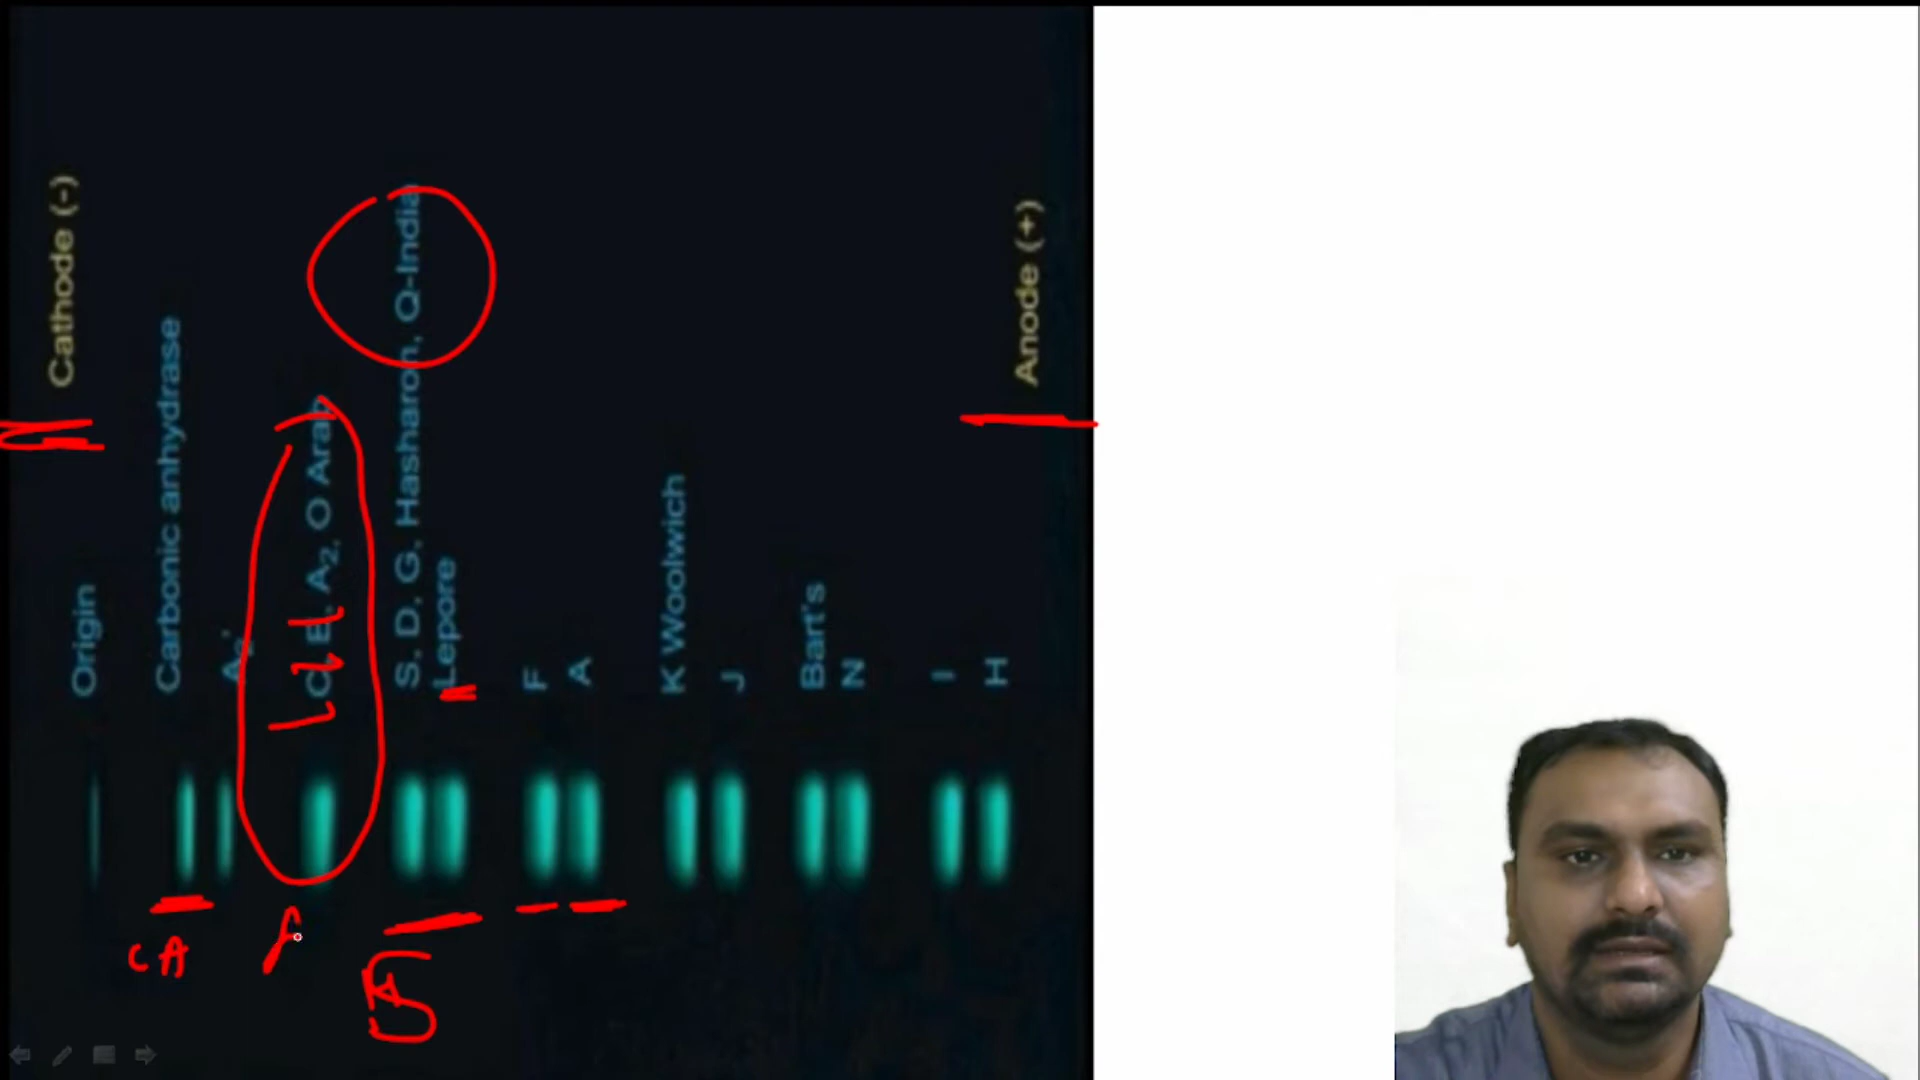 Cathode (-)
Anode (+)
Origin
Carbonic anhydrase
A₂'
C, E, A₂, O Arab
S, D, G, Hasharon, Q-India
Lepore
F
A
K Woolwich
J
Bart's
N
I
H
CA
S